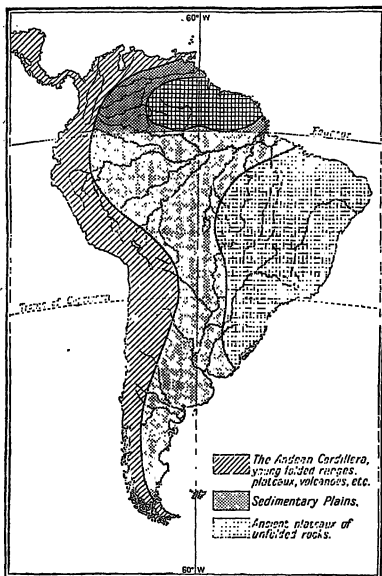 60° W
Equator
Tropic of Capricorn
The Andean Cordillera,
young folded ranges,
plateaux, volcanoes, etc.
Sedimentary Plains.
Ancient plateaux of
unfolded rocks.
60° W